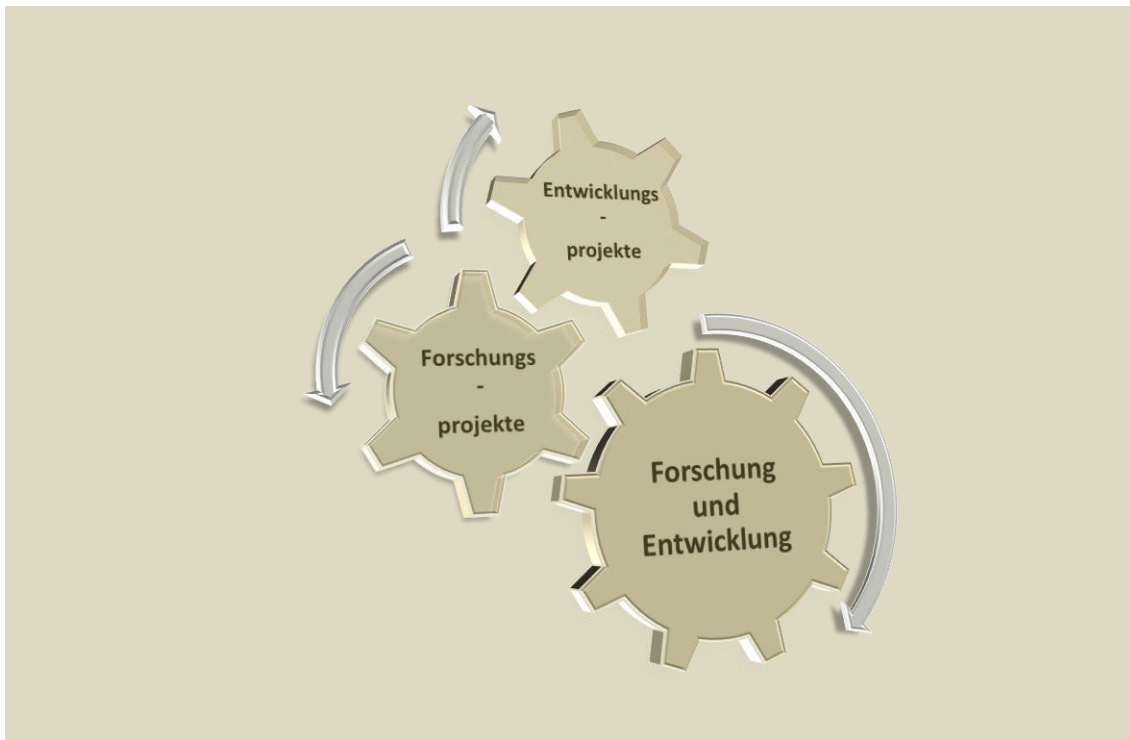 Entwicklungs
-
projekte
Forschungs
-
projekte
Forschung
und
Entwicklung